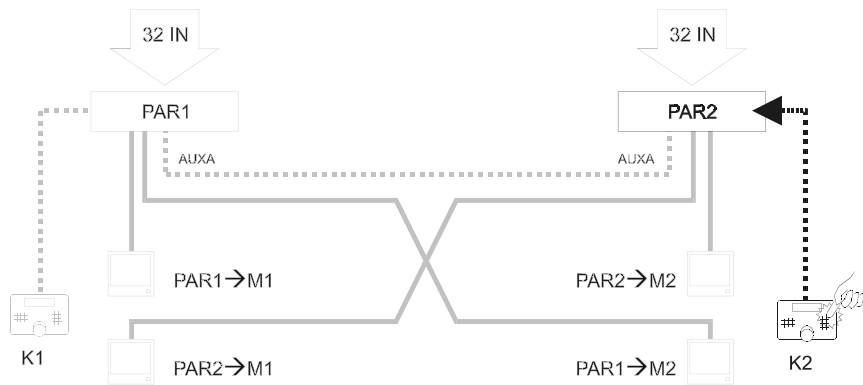 32 IN
32 IN
PAR1
PAR2
AUXA
AUXA
PAR1→M1
PAR2→M2
K1
PAR2→M1
PAR1→M2
K2